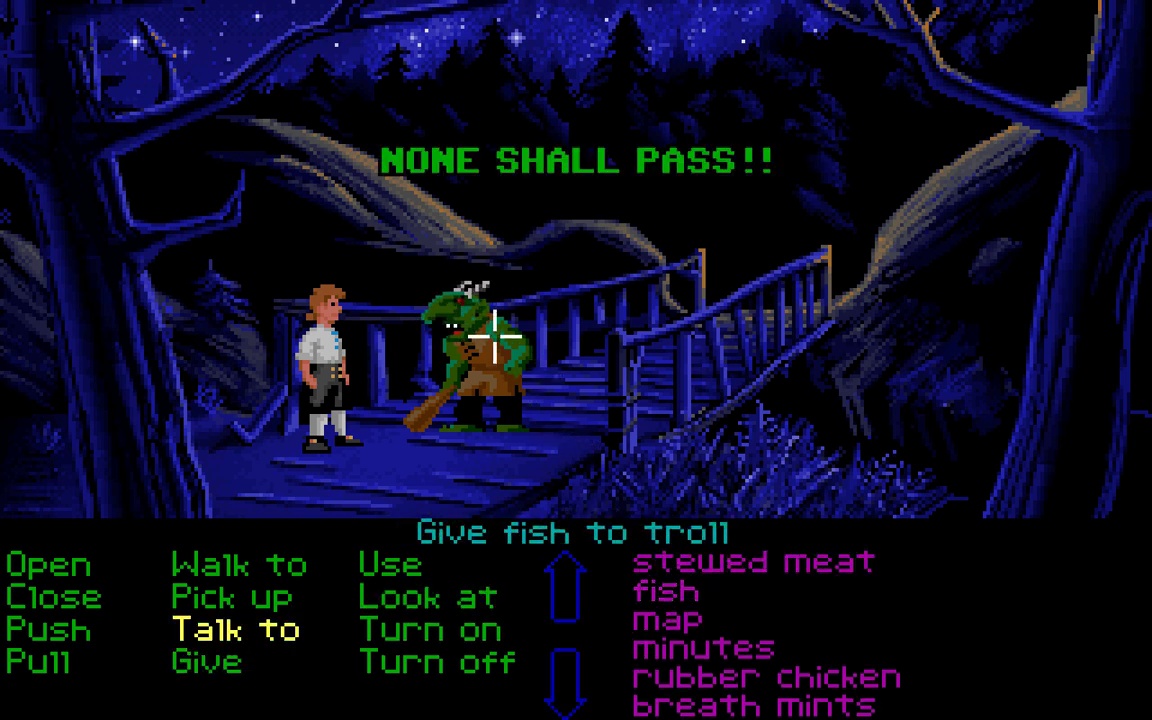 NONE SHALL PASS!!
Give fish to troll
Open Walk to Use stewed meat
Close Pick up Look at fish
Push Talk to Turn on map
Pull Give Turn off minutes
rubber chicken
breath mints